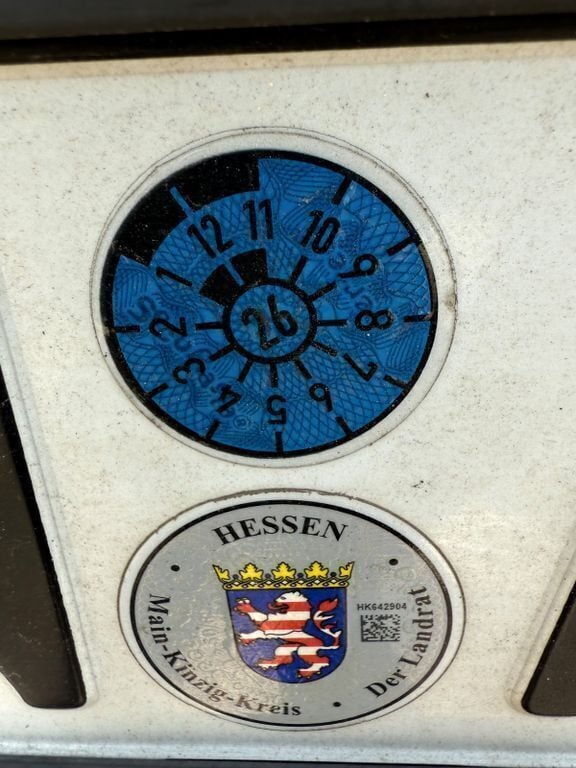 12 11 10
1 9
2 26 8
3 7
4 5 6
HESSEN
HK642904
Main-Kinzig-Kreis
Der Landrat